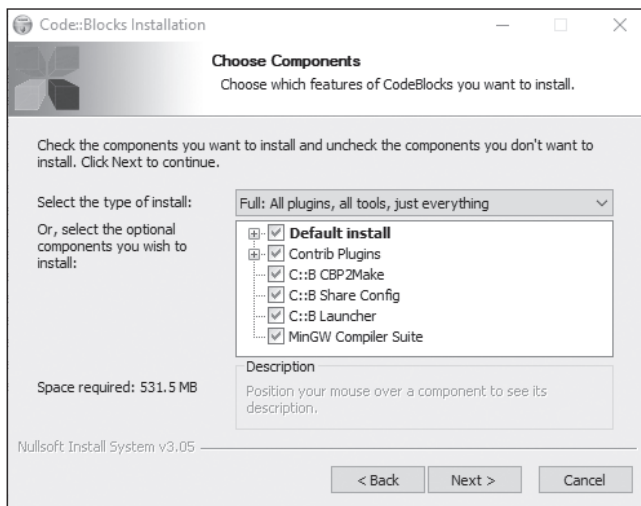 Code::Blocks Installation
Choose Components
Choose which features of CodeBlocks you want to install.
Check the components you want to install and uncheck the components you don't want to
install. Click Next to continue.
Select the type of install:
Full: All plugins, all tools, just everything
Or, select the optional
components you wish to
install:
Default install
Contrib Plugins
C::B CBP2Make
C::B Share Config
C::B Launcher
MinGW Compiler Suite
Space required: 531.5 MB
Description
Position your mouse over a component to see its
description.
Nullsoft Install System v3.05
< Back
Next >
Cancel